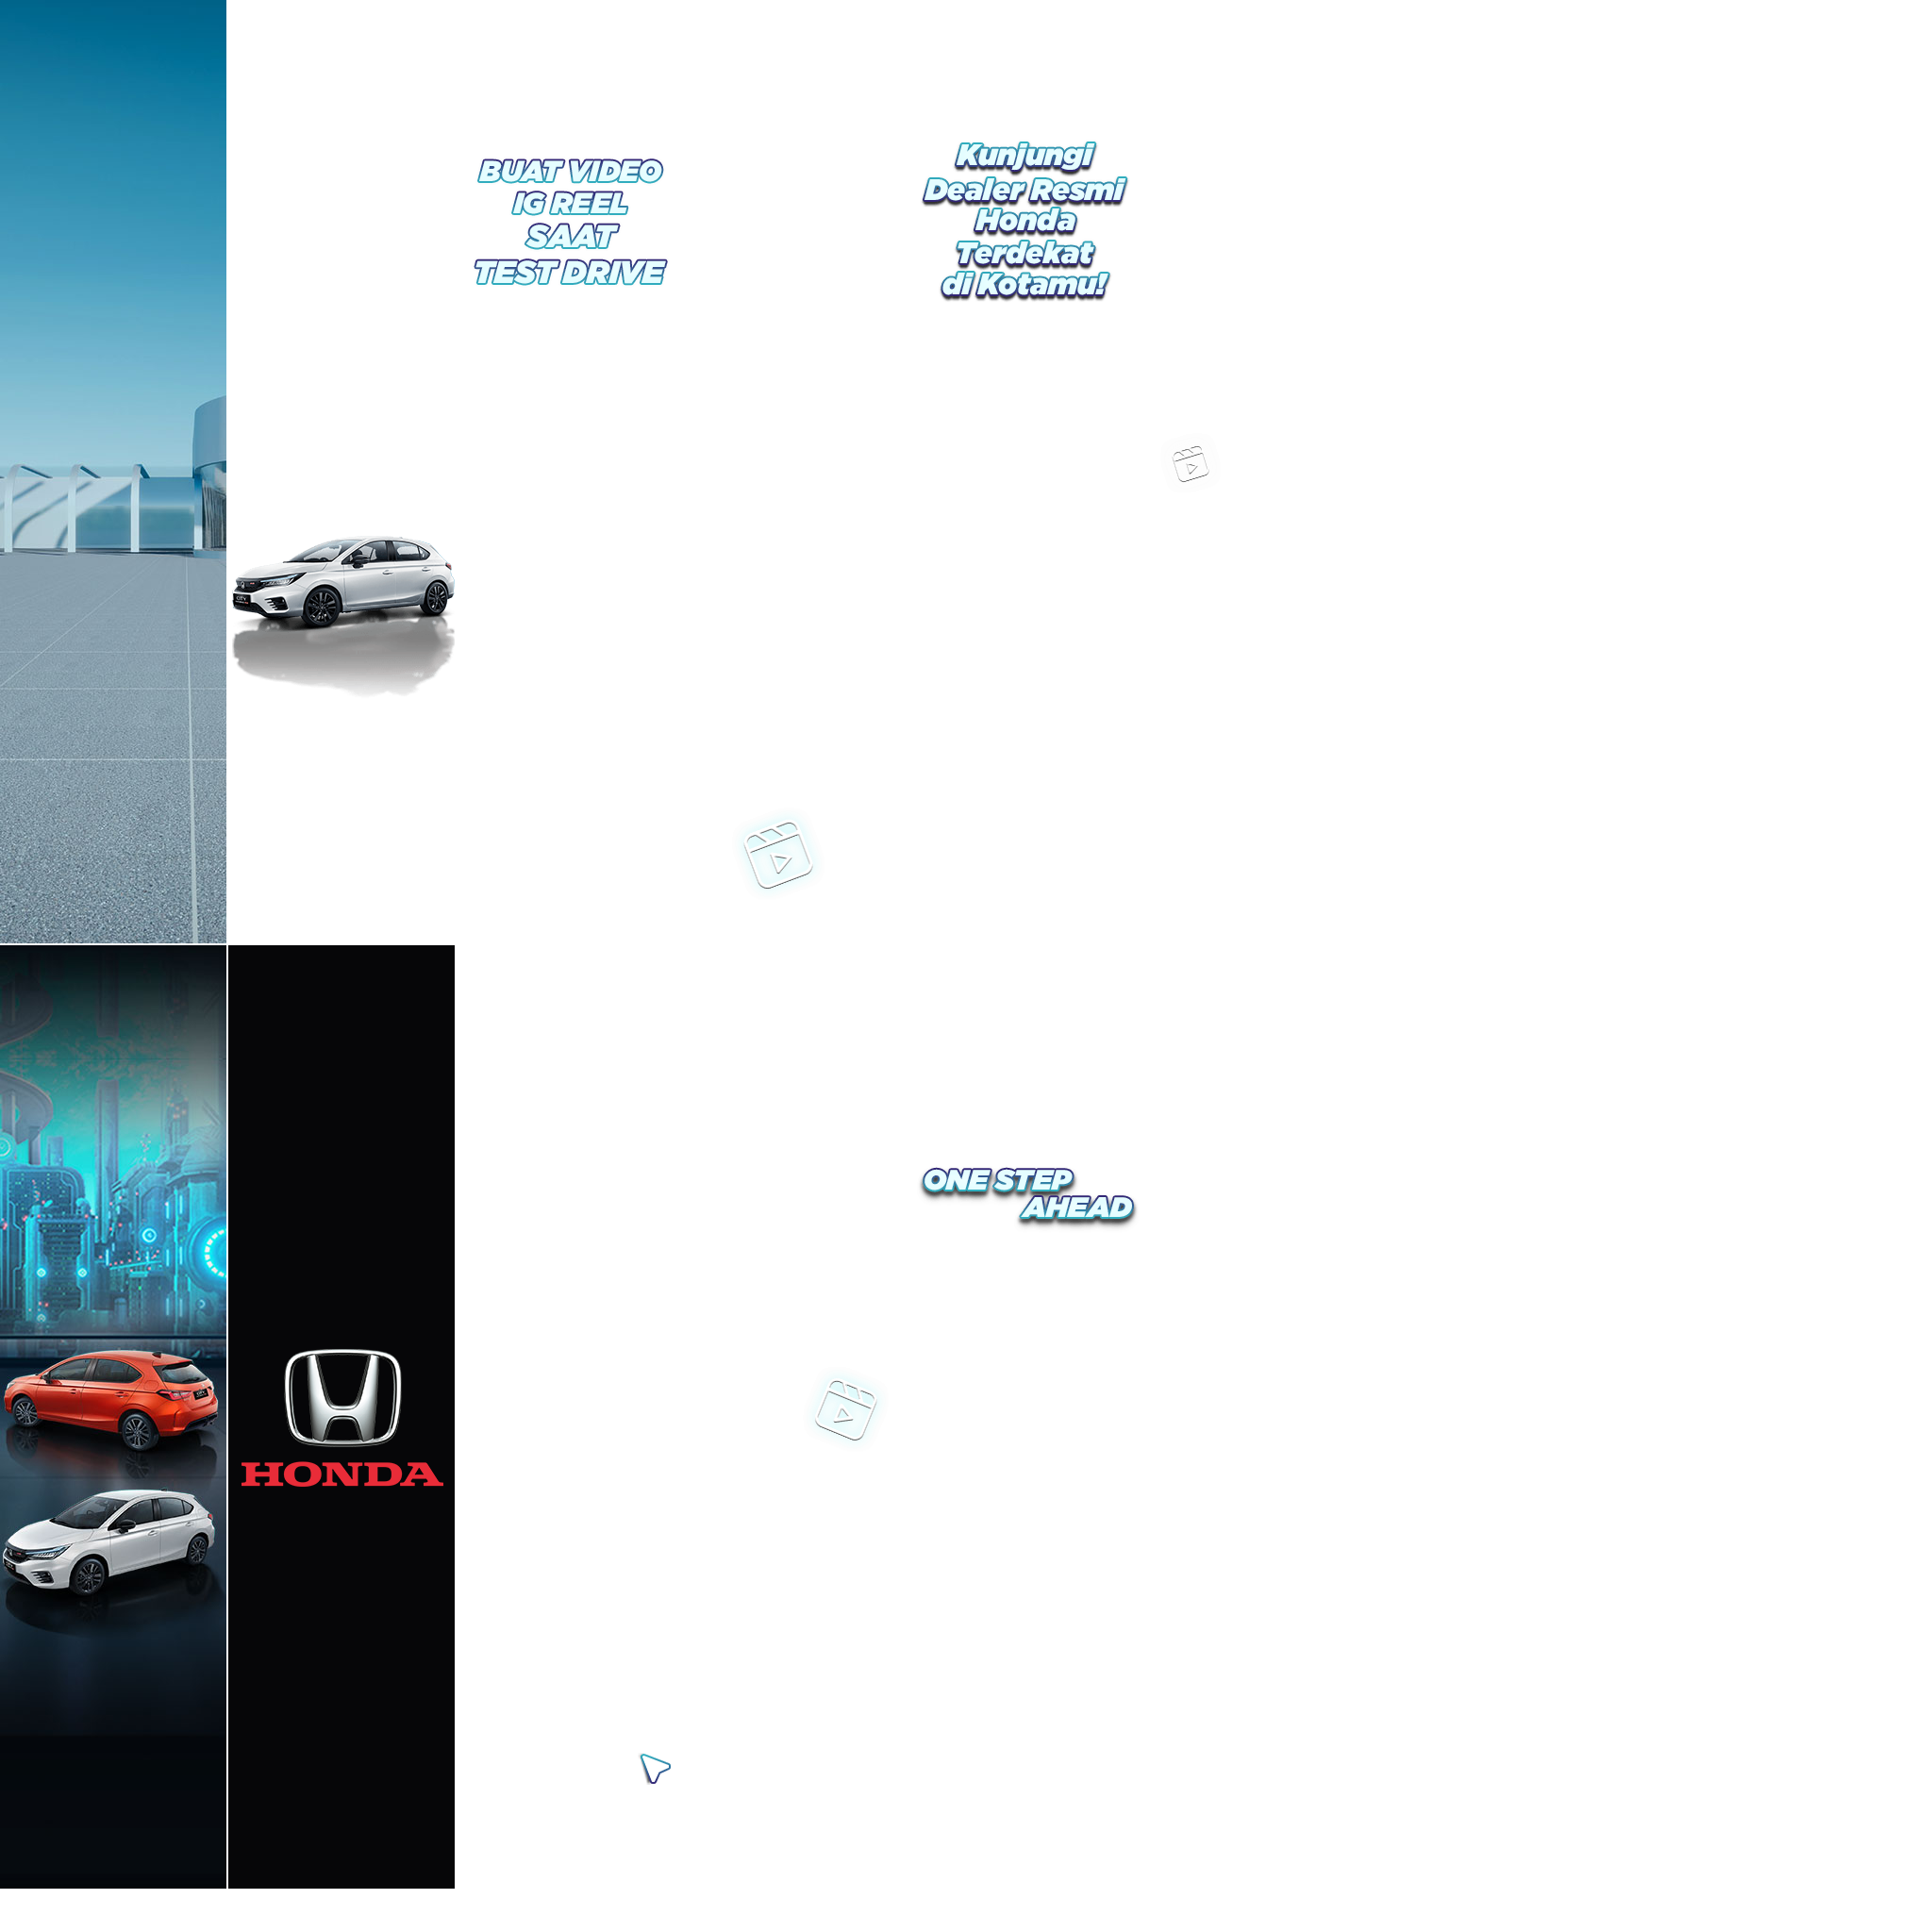 BUAT VIDEO
IG REEL
SAAT
TEST DRIVE
Kunjungi
Dealer Resmi
Honda
Terdekat
di Kotamu!
ONE STEP
AHEAD
HONDA